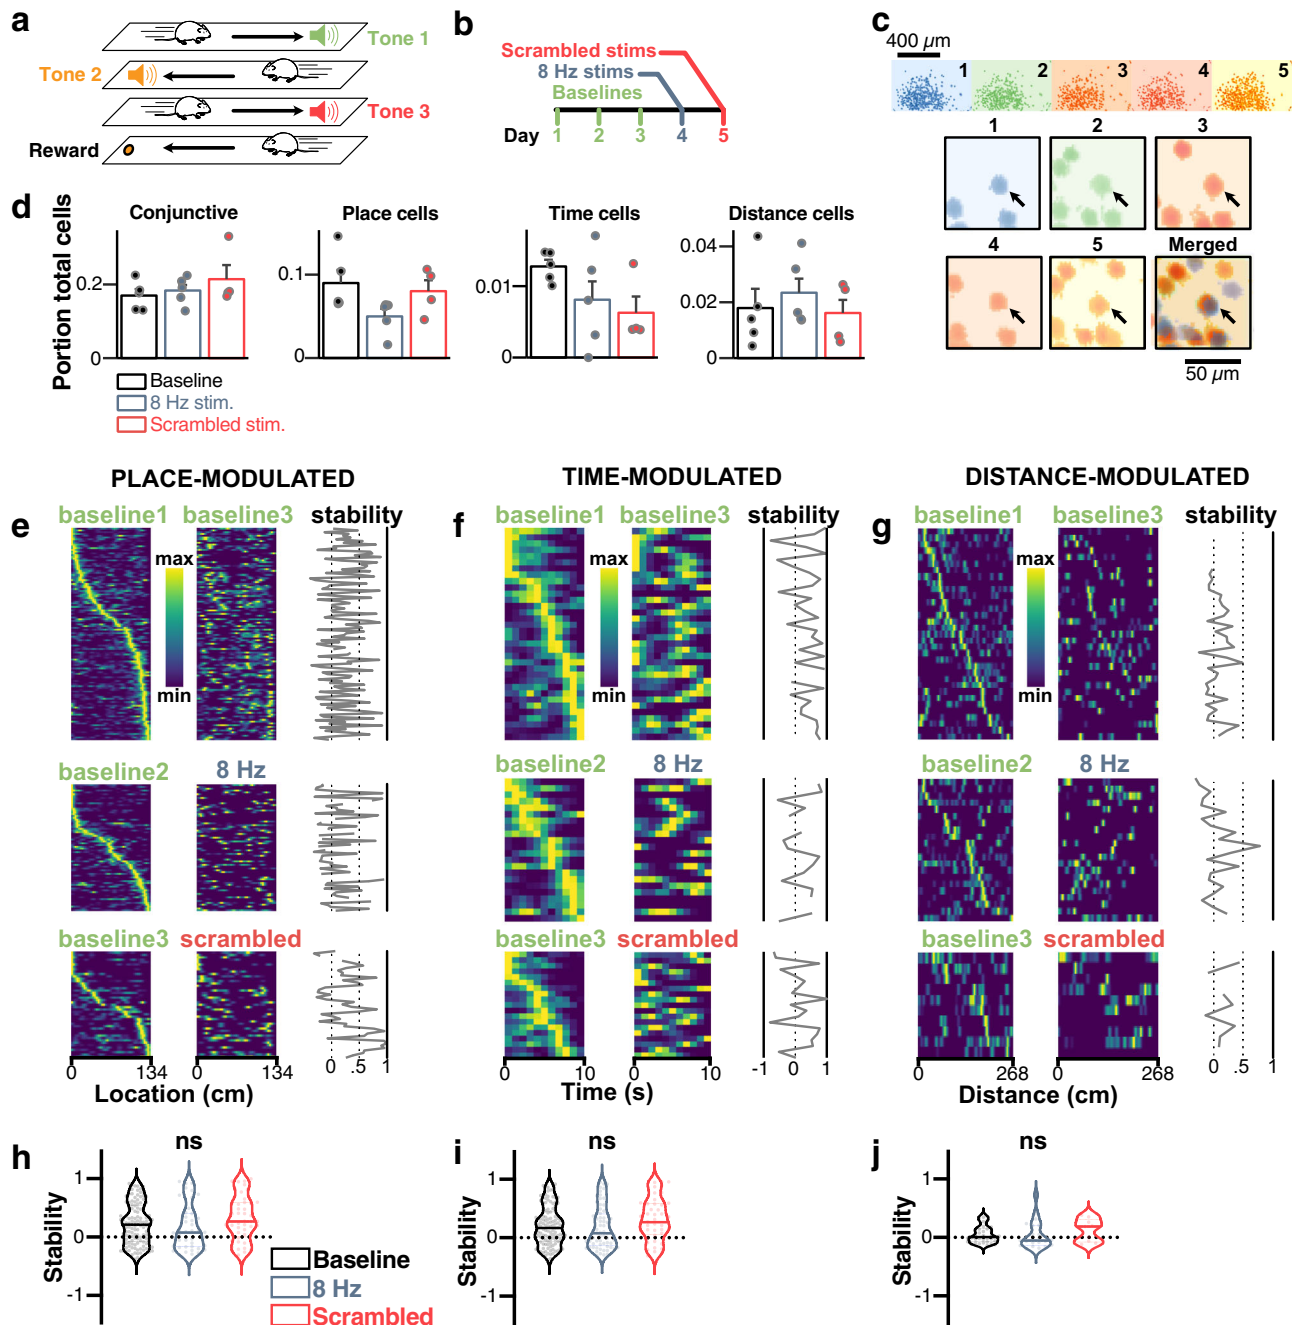 a
Tone 1
Tone 2
Tone 3
Reward
b
Scrambled stims
8 Hz stims
Baselines
Day 1 2 3 4 5
c
400 µm
1 2 3 4 5
1 2 3
4 5 Merged
50 µm
d
Portion total cells
Conjunctive
0.2
0
Place cells
0.1
0
Time cells
0.01
0
Distance cells
0.04
0.02
0
Baseline
8 Hz stim.
Scrambled stim.
PLACE-MODULATED
e
baseline1 baseline3 stability
max
min
baseline2 8 Hz
baseline3 scrambled
0 134 0 134 0 .5 1
Location (cm)
TIME-MODULATED
f
baseline1 baseline3 stability
max
min
baseline2 8 Hz
baseline3 scrambled
0 10 0 10 -1 0 1
Time (s)
DISTANCE-MODULATED
g
baseline1 baseline3 stability
max
min
baseline2 8 Hz
baseline3 scrambled
0 268 0 268 0 .5 1
Distance (cm)
h
ns
Stability
1
0
-1
Baseline
8 Hz
Scrambled
i
ns
Stability
1
0
-1
j
ns
Stability
1
0
-1